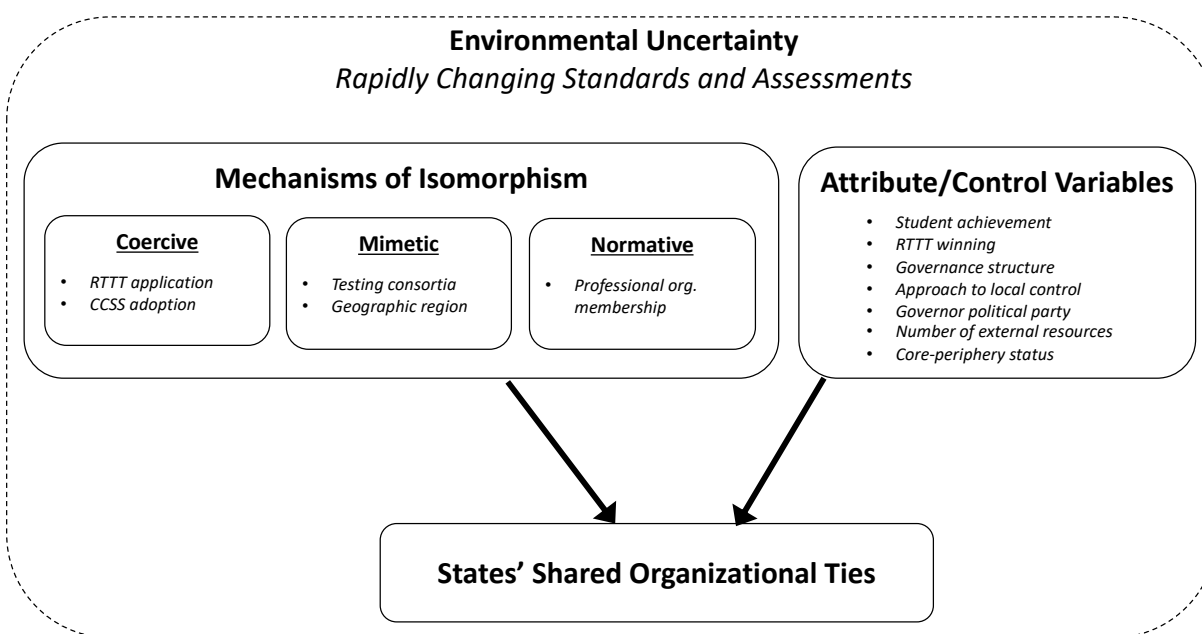 Environmental Uncertainty
Rapidly Changing Standards and Assessments
Mechanisms of Isomorphism
Coercive
• RTTT application
• CCSS adoption
Mimetic
• Testing consortia
• Geographic region
Normative
• Professional org.
membership
Attribute/Control Variables
• Student achievement
• RTTT winning
• Governance structure
• Approach to local control
• Governor political party
• Number of external resources
• Core-periphery status
States’ Shared Organizational Ties